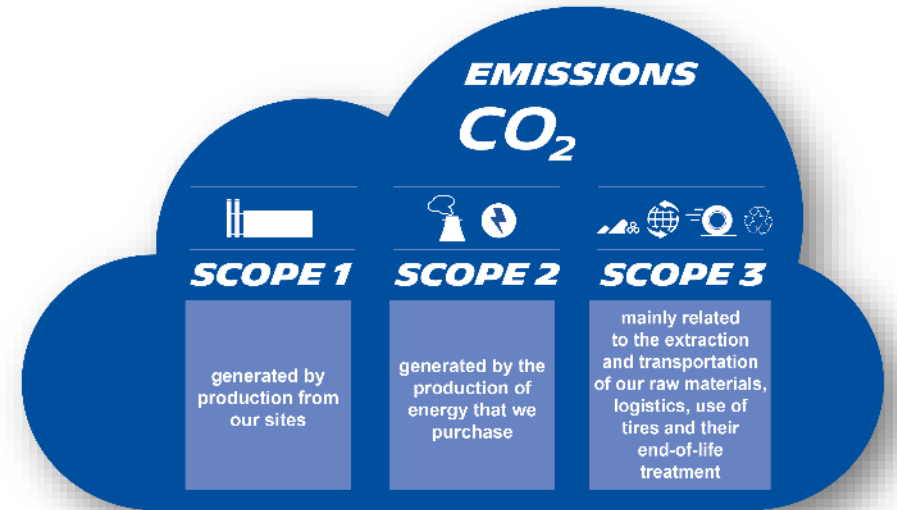 EMISSIONS
CO₂
SCOPE 1
generated by
production from
our sites
SCOPE 2
generated by the
production of
energy that we
purchase
SCOPE 3
mainly related
to the extraction
and transportation
of our raw materials,
logistics, use of
tires and their
end-of-life
treatment